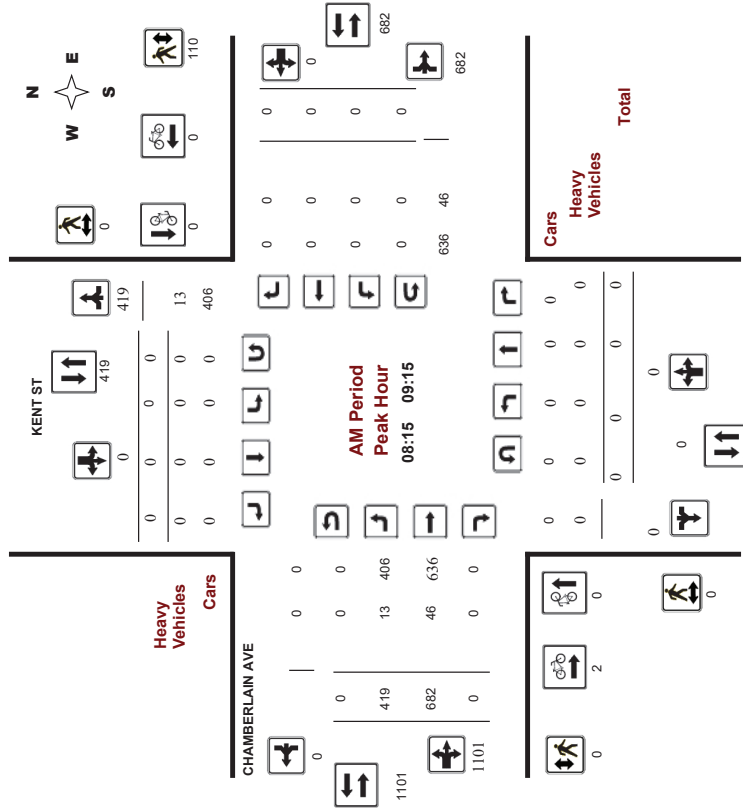 N
W E
S
0
0
0
110
KENT ST
0
419
419
0 0 0 0
0 0 0 0 13
0 0 0 0 406
Heavy
Vehicles
Cars
0
682
682
0 0 0
0 0 0
0 0 0
0 0 0
636 46
AM Period
Peak Hour
08:15 09:15
CHAMBERLAIN AVE
0 0
0 0 0
419 13 406
682 46 636
0 0 0
0
1101
1101
Cars
Heavy
Vehicles
Total
0 0 0 0 0
0 0 0 0 0
0 0 0 0
0
0
0
0
2
0
0